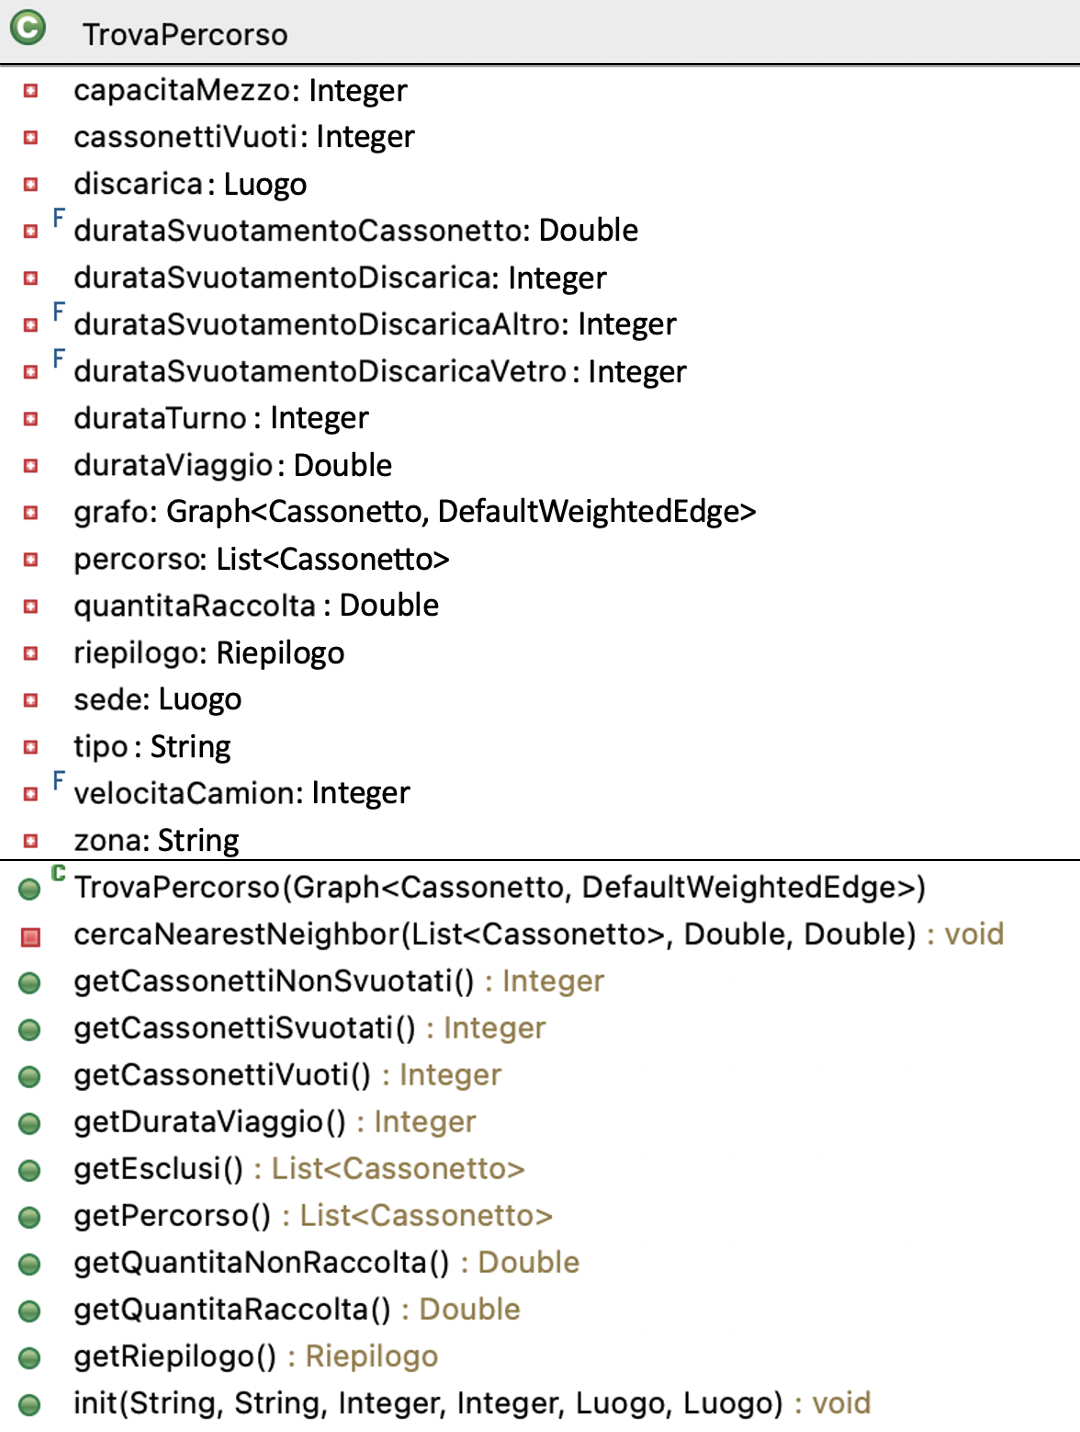 C TrovaPercorso
capacitaMezzo: Integer
cassonettiVuoti: Integer
discarica: Luogo
F durataSvuotamentoCassonetto: Double
durataSvuotamentoDiscarica: Integer
F durataSvuotamentoDiscaricaAltro: Integer
F durataSvuotamentoDiscaricaVetro: Integer
durataTurno: Integer
durataViaggio: Double
grafo: Graph<Cassonetto, DefaultWeightedEdge>
percorso: List<Cassonetto>
quantitaRaccolta: Double
riepilogo: Riepilogo
sede: Luogo
tipo: String
F velocitaCamion: Integer
zona: String
C TrovaPercorso(Graph<Cassonetto, DefaultWeightedEdge>)
cercaNearestNeighbor(List<Cassonetto>, Double, Double) : void
getCassonettiNonSvuotati() : Integer
getCassonettiSvuotati() : Integer
getCassonettiVuoti() : Integer
getDurataViaggio() : Integer
getEsclusi() : List<Cassonetto>
getPercorso() : List<Cassonetto>
getQuantitaNonRaccolta() : Double
getQuantitaRaccolta() : Double
getRiepilogo() : Riepilogo
init(String, String, Integer, Integer, Luogo, Luogo) : void